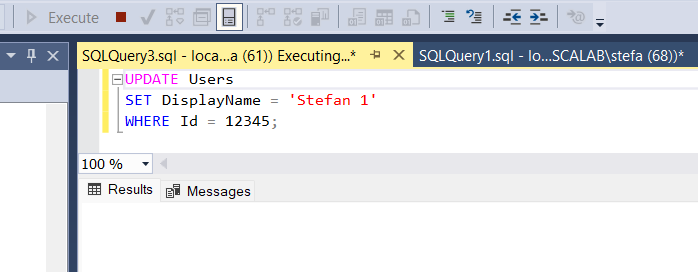 Execute
SQLQuery3.sql - loca...a (61)) Executing...*
SQLQuery1.sql - lo...SCALAB\stefa (68))*
UPDATE Users
SET DisplayName = 'Stefan 1'
WHERE Id = 12345;
100 %
Results
Messages